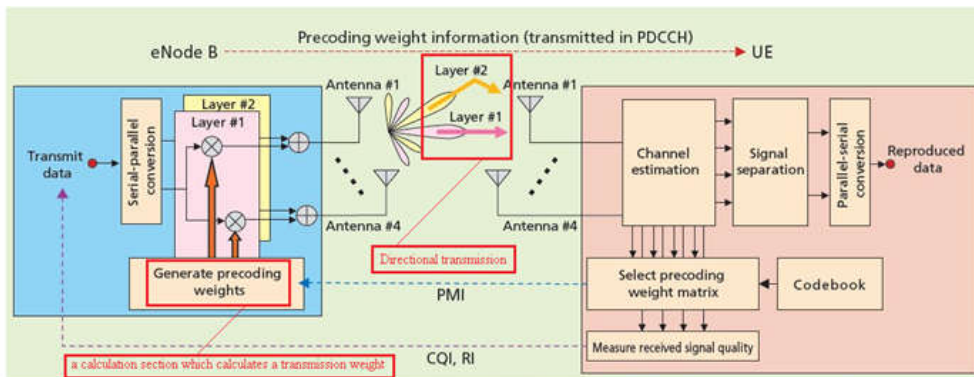 Precoding weight information (transmitted in PDCCH)
eNode B
UE
Antenna #1
Layer #2
Layer #1
Antenna #1
Layer #2
Layer #1
Transmit
data
Serial-parallel
conversion
Antenna #4
Antenna #4
Channel
estimation
Signal
separation
Parallel-serial
conversion
Reproduced
data
Directional transmission
Generate precoding
weights
PMI
Select precoding
weight matrix
Codebook
CQI, RI
Measure received signal quality
a calculation section which calculates a transmission weight